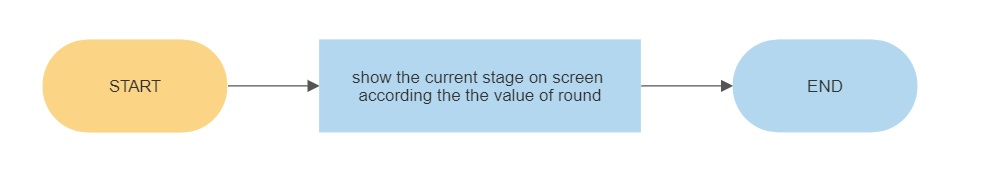 START
show the current stage on screen
according the the value of round
END